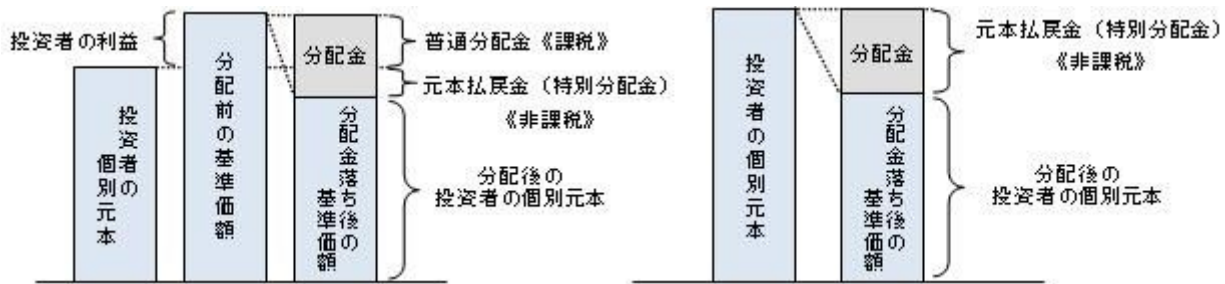 投資者の利益
投資者の
個別元本
分配前の基準価額
分配金
分配金落ち後の
基準価額
普通分配金《課税》
元本払戻金（特別分配金）
《非課税》
分配後の
投資者の個別元本
投資者の個別元本
分配金
分配金落ち後の
基準価額
元本払戻金（特別分配金）
《非課税》
分配後の
投資者の個別元本